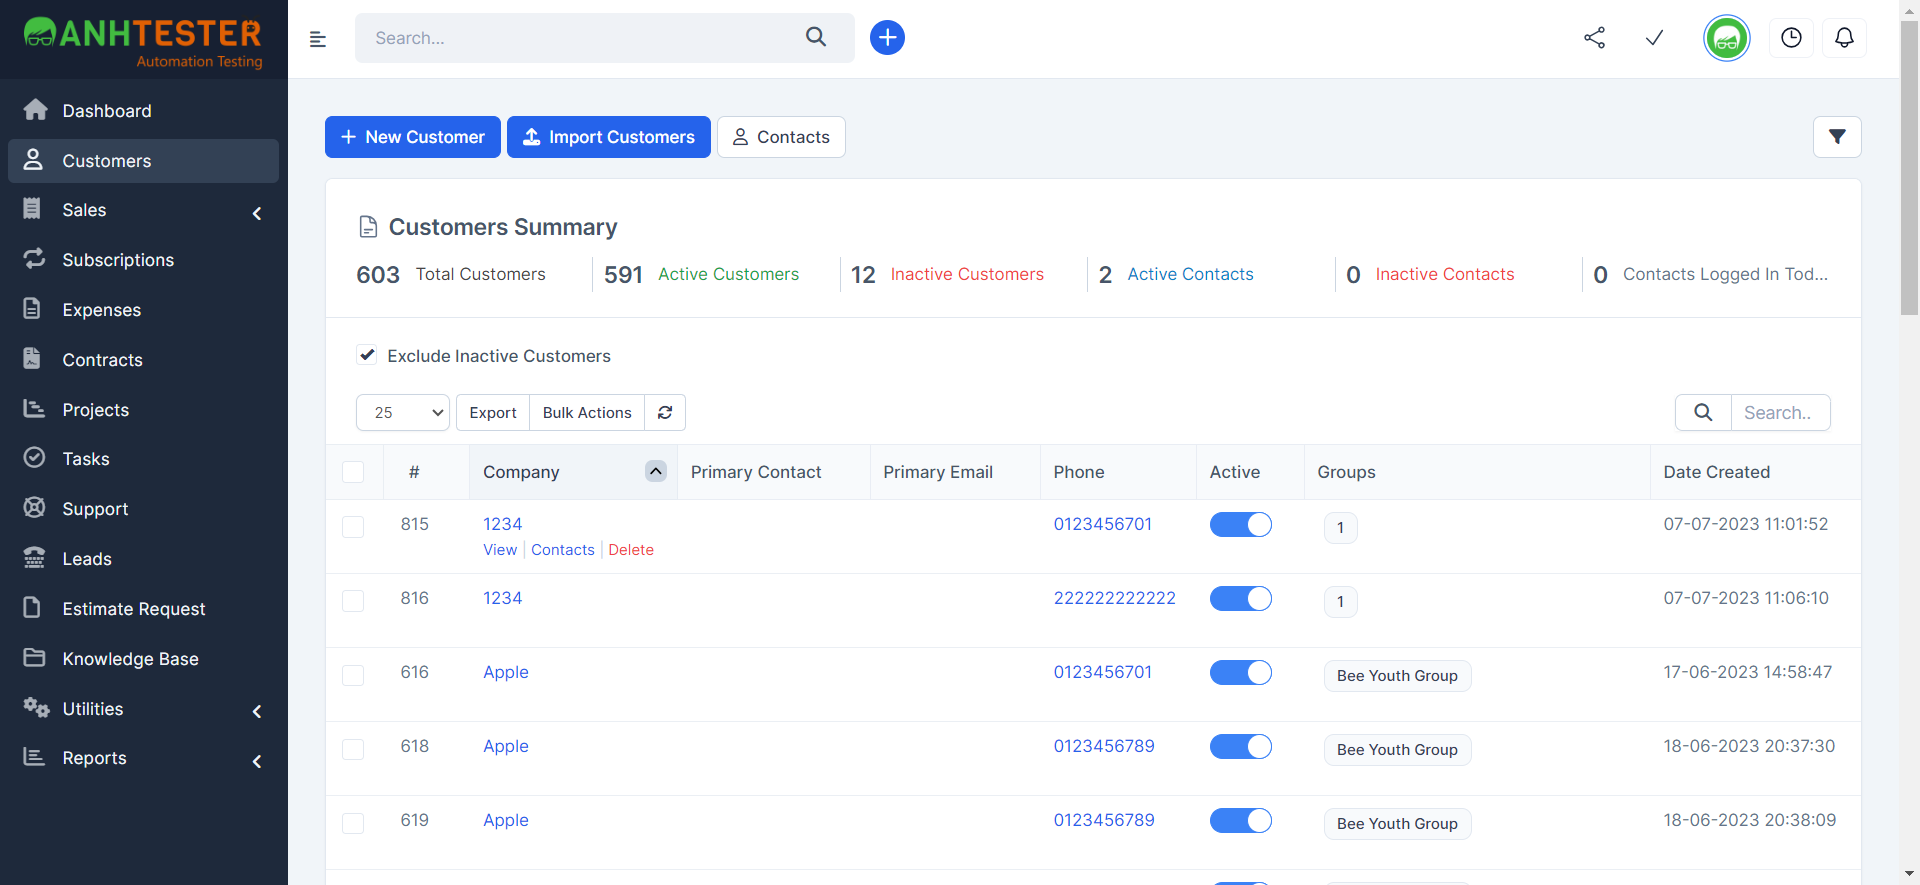 ANHTESTER
Automation Testing
Search...
Dashboard
Customers
Sales
Subscriptions
Expenses
Contracts
Projects
Tasks
Support
Leads
Estimate Request
Knowledge Base
Utilities
Reports
New Customer
Import Customers
Contacts
Customers Summary
603 Total Customers
591 Active Customers
12 Inactive Customers
2 Active Contacts
0 Inactive Contacts
0 Contacts Logged In Tod...
Exclude Inactive Customers
25
Export
Bulk Actions
Search..
# Company Primary Contact Primary Email Phone Active Groups Date Created
815 1234 0123456701 1 07-07-2023 11:01:52
View | Contacts | Delete
816 1234 222222222222 1 07-07-2023 11:06:10
616 Apple 0123456701 Bee Youth Group 17-06-2023 14:58:47
618 Apple 0123456789 Bee Youth Group 18-06-2023 20:37:30
619 Apple 0123456789 Bee Youth Group 18-06-2023 20:38:09